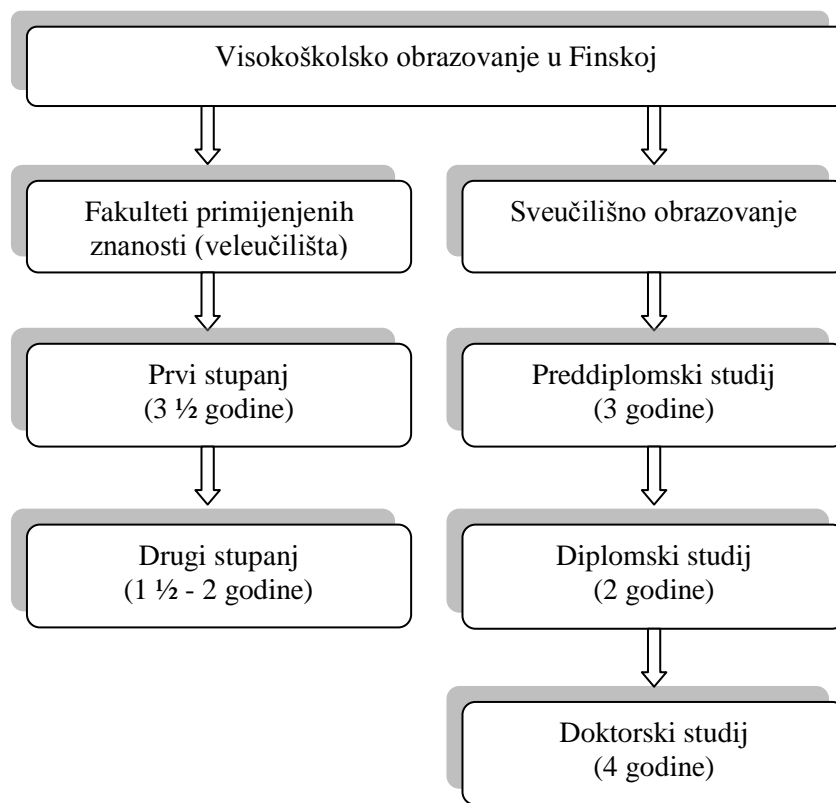 Visokoškolsko obrazovanje u Finskoj
Fakulteti primijenjenih
znanosti (veleučilišta)
Sveučilišno obrazovanje
Prvi stupanj
(3 ½ godine)
Preddiplomski studij
(3 godine)
Drugi stupanj
(1 ½ - 2 godine)
Diplomski studij
(2 godine)
Doktorski studij
(4 godine)